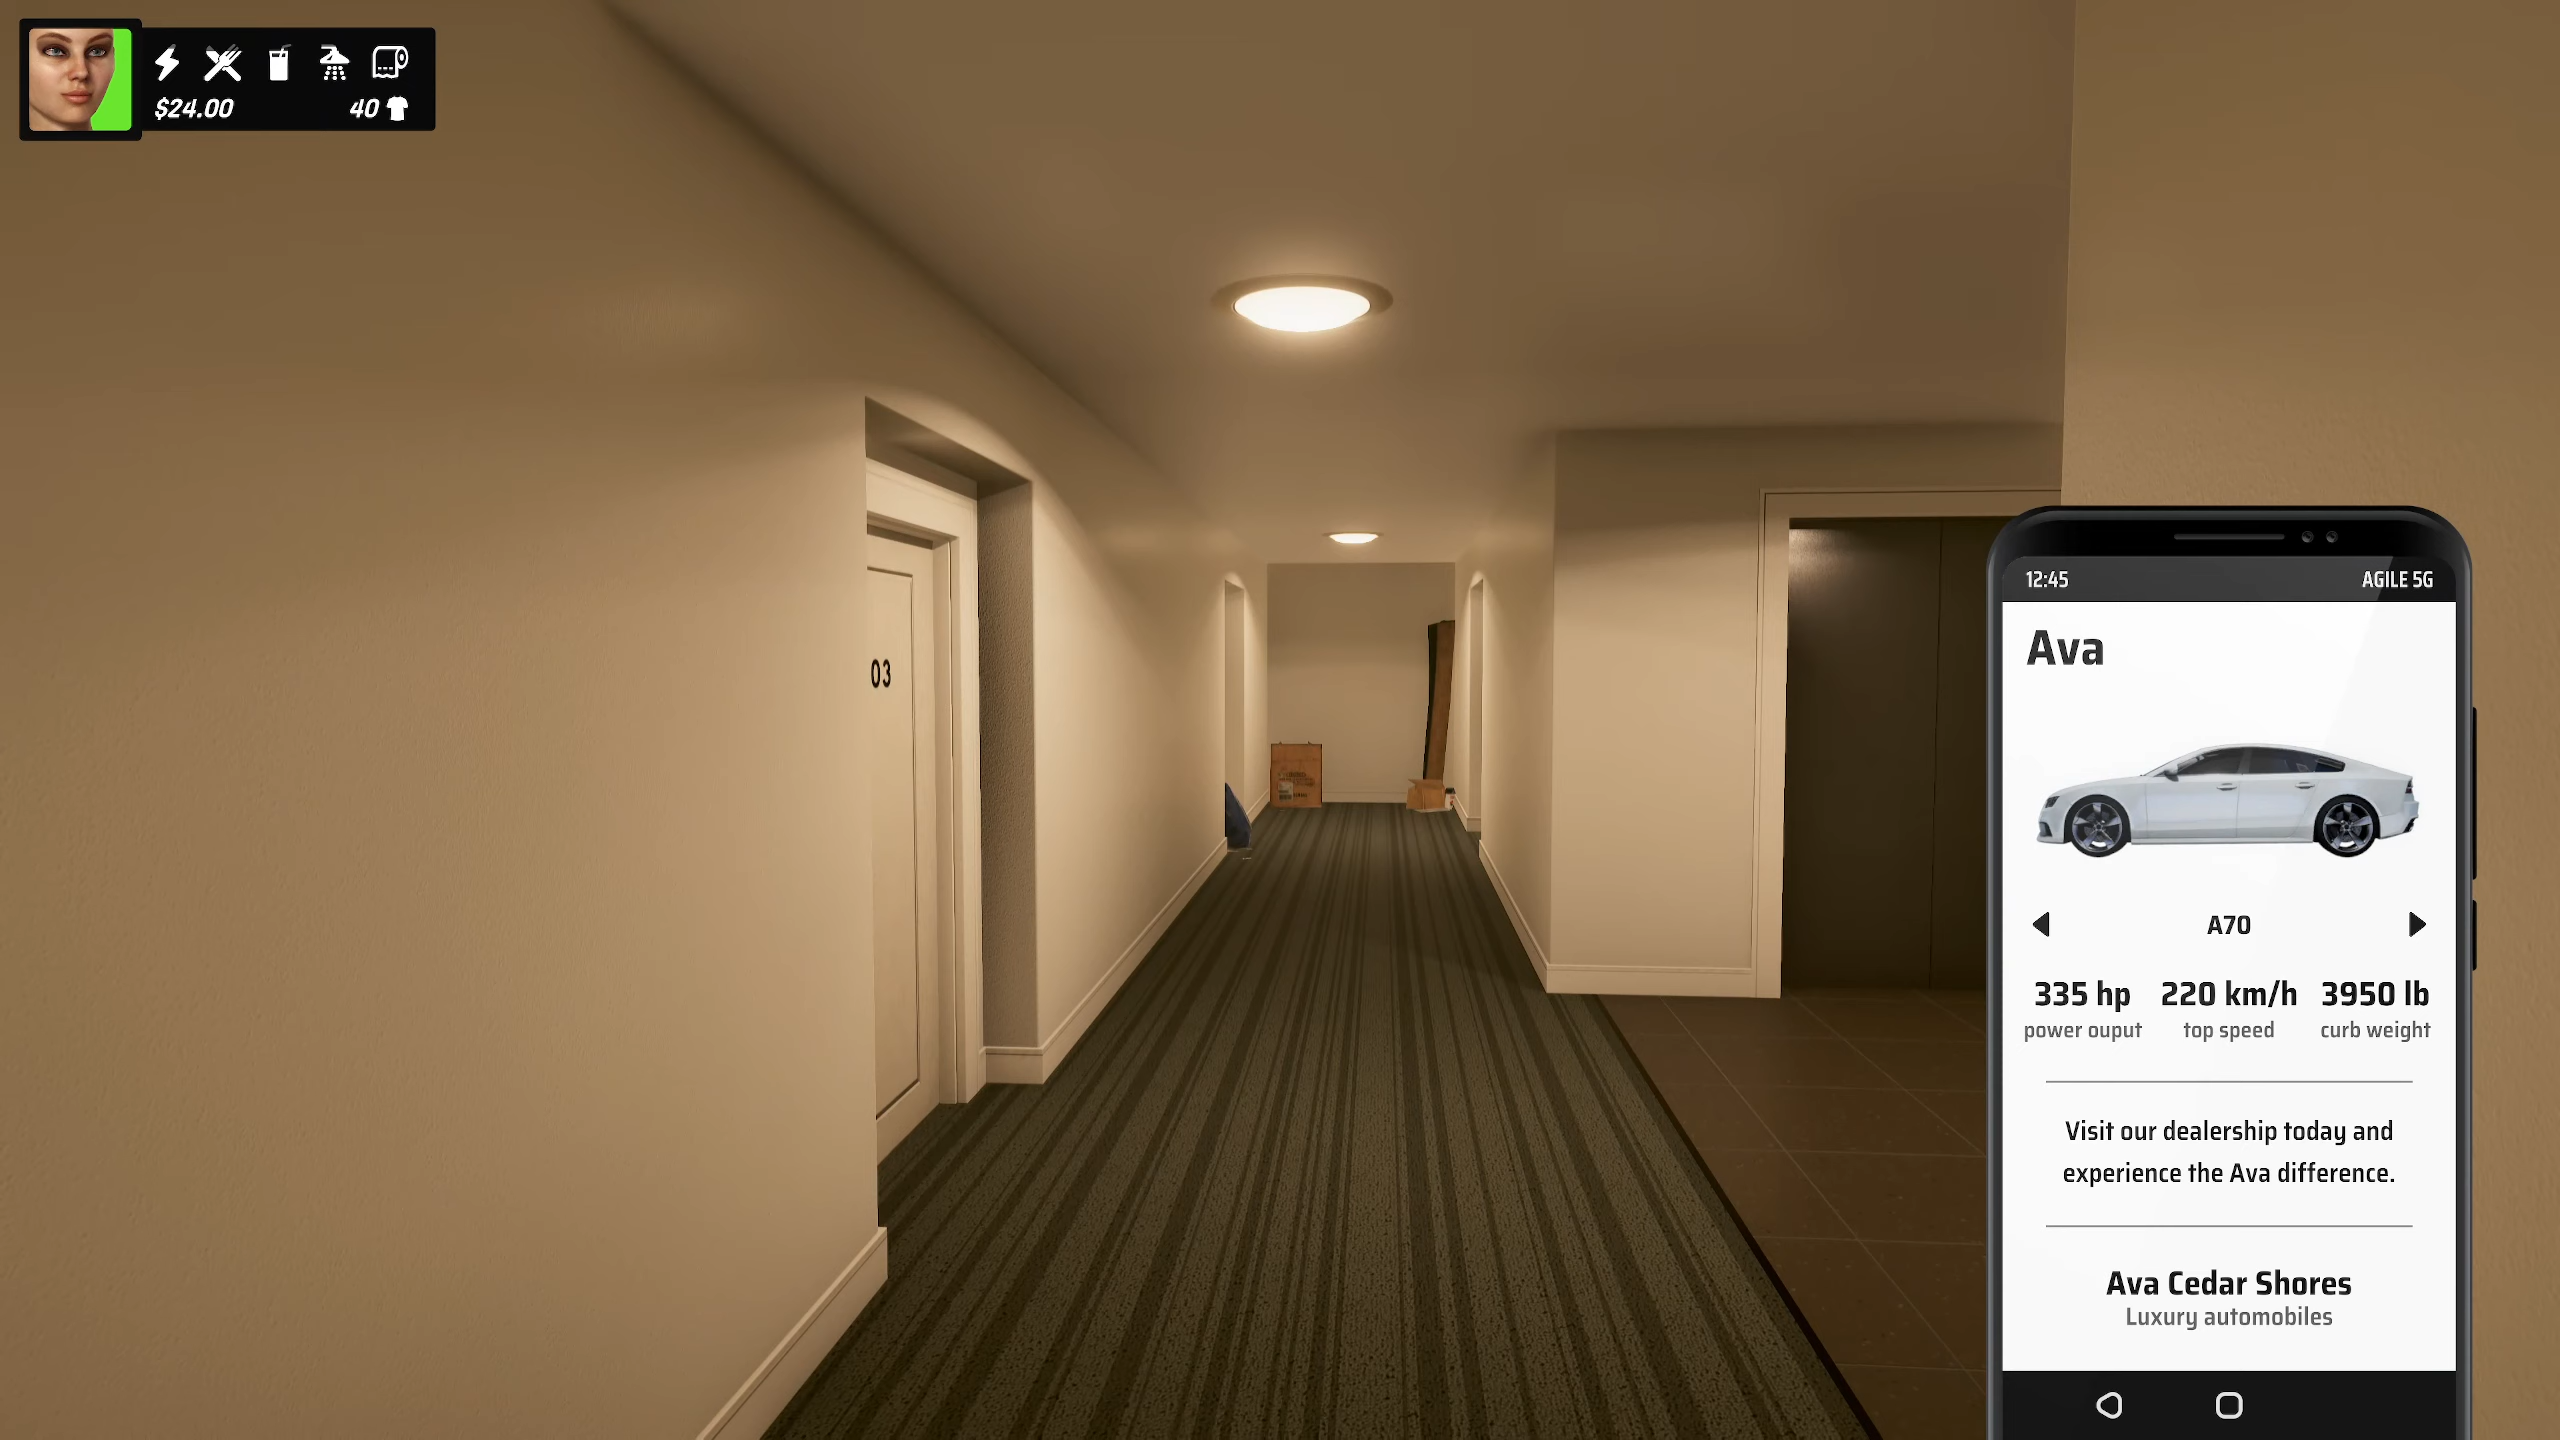 $24.00
40
03
12:45
AGILE 5G
Ava
A70
335 hp
220 km/h
3950 lb
power ouput
top speed
curb weight
Visit our dealership today and
experience the Ava difference.
Ava Cedar Shores
Luxury automobiles